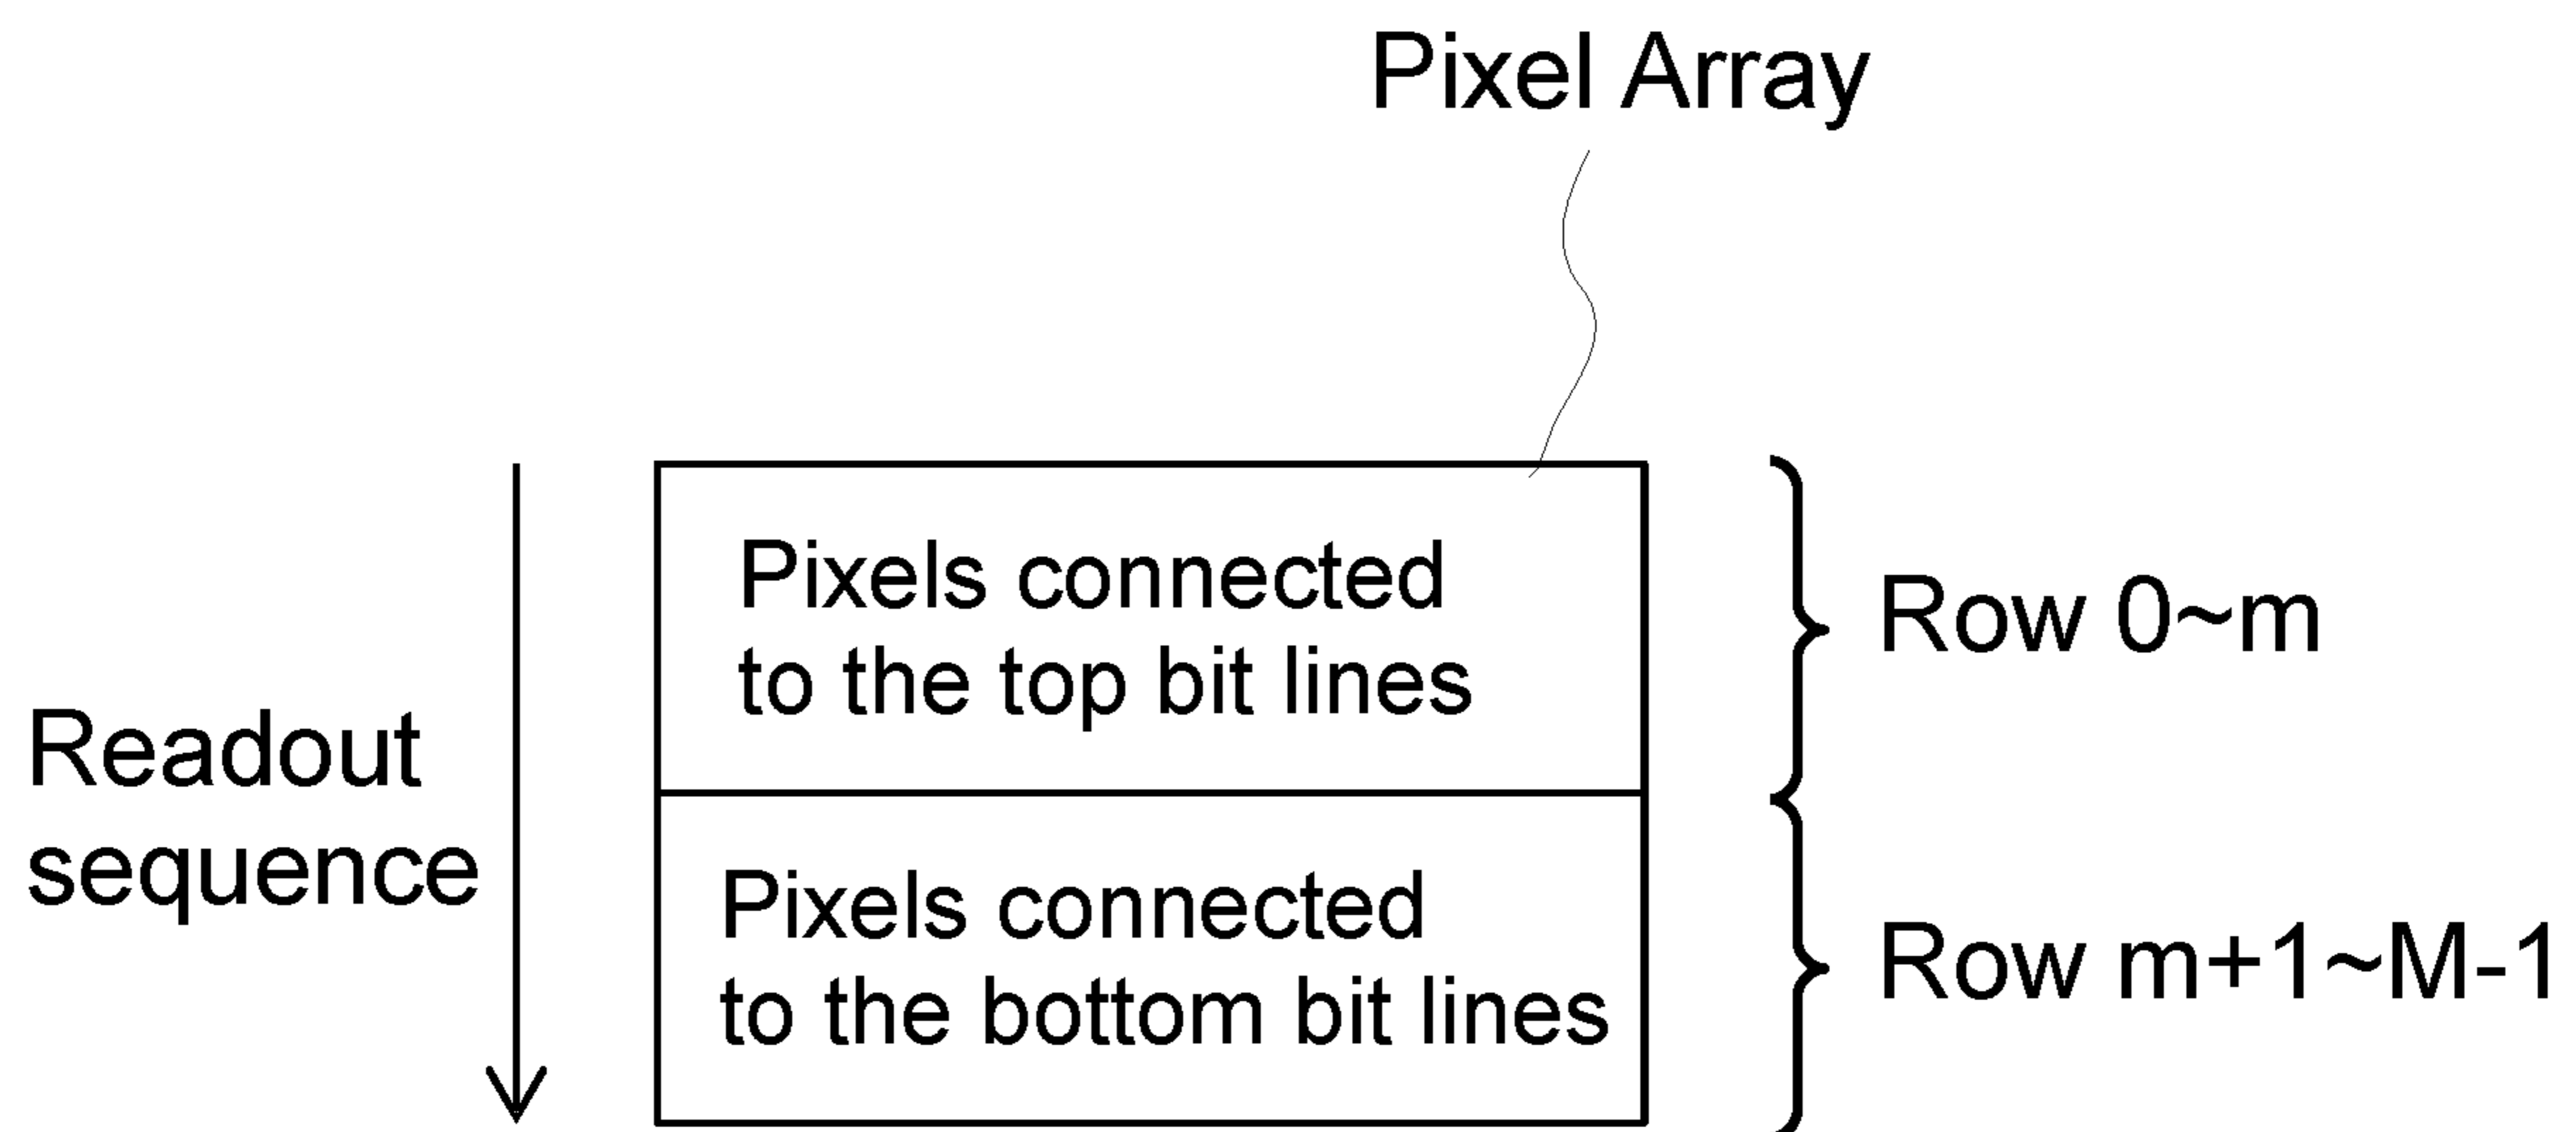 Pixel Array
Pixels connected
to the top bit lines
Row 0~m
Readout
sequence
Pixels connected
to the bottom bit lines
Row m+1~M-1